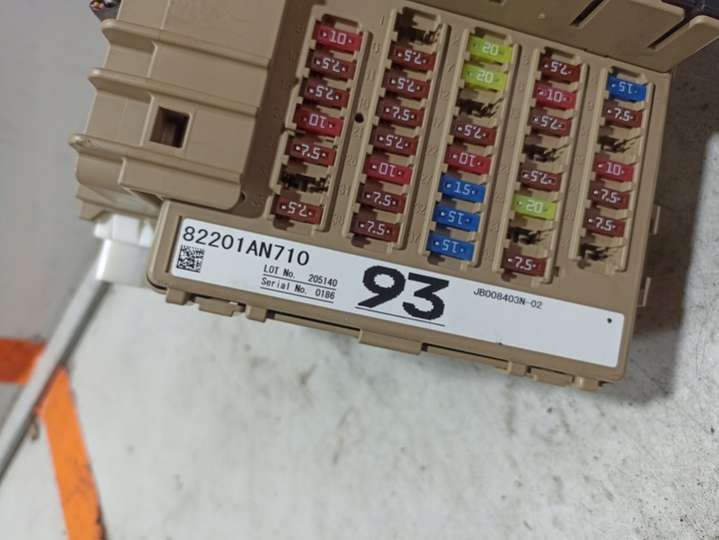 10 20 7.5 15
7.5 7.5 20 10 7.5
7.5 7.5 7.5
10 7.5 7.5 10
7.5 7.5 10 7.5 7.5
10 15 20 7.5
7.5 7.5 15
7.5 15 7.5
82201AN710
LOT No. 205140
Serial No. 0186
93
JB008403N-02